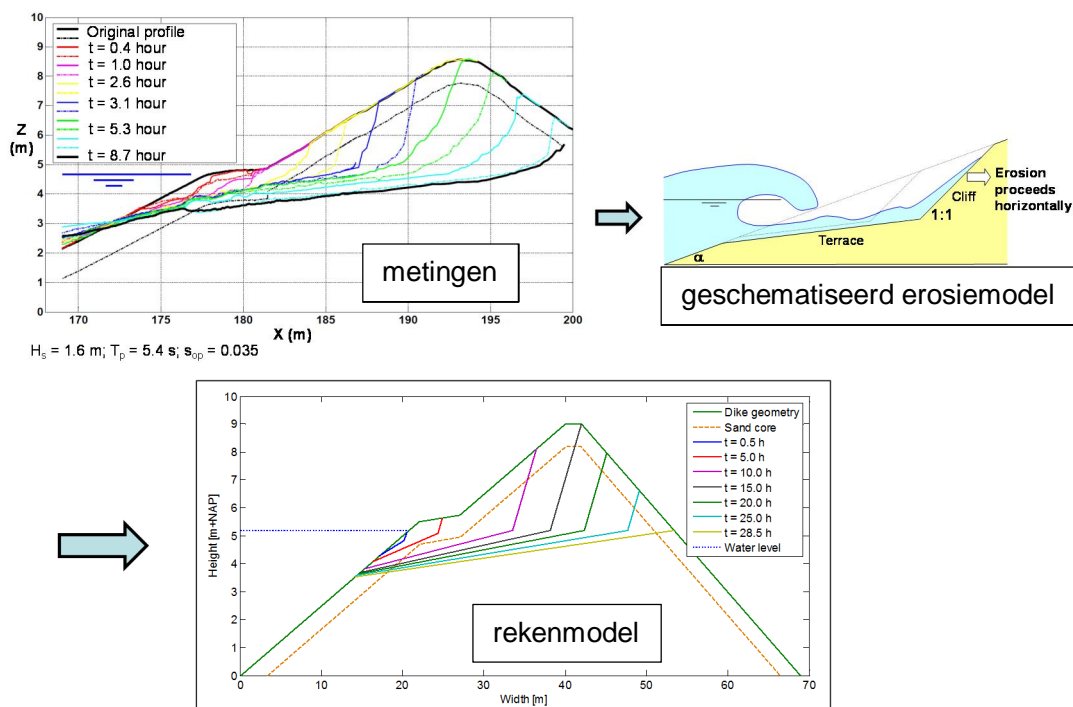 10
9
8
7
6
5
4
3
2
1
0
Z
(m)
Original profile
t = 0.4 hour
t = 1.0 hour
t = 2.6 hour
t = 3.1 hour
t = 5.3 hour
t = 8.7 hour
metingen
170 175 180 185 190 195 200
X (m)
Hs = 1.6 m; Tp = 5.4 s; sop = 0.035
Erosion
proceeds
horizontally
Cliff
1:1
Terrace
α
geschematiseerd erosiemodel
10
9
8
7
6
5
4
3
2
1
0
Height [m+NAP]
Dike geometry
Sand core
t = 0.5 h
t = 5.0 h
t = 10.0 h
t = 15.0 h
t = 20.0 h
t = 25.0 h
t = 28.5 h
Water level
rekenmodel
0 10 20 30 40 50 60 70
Width [m]